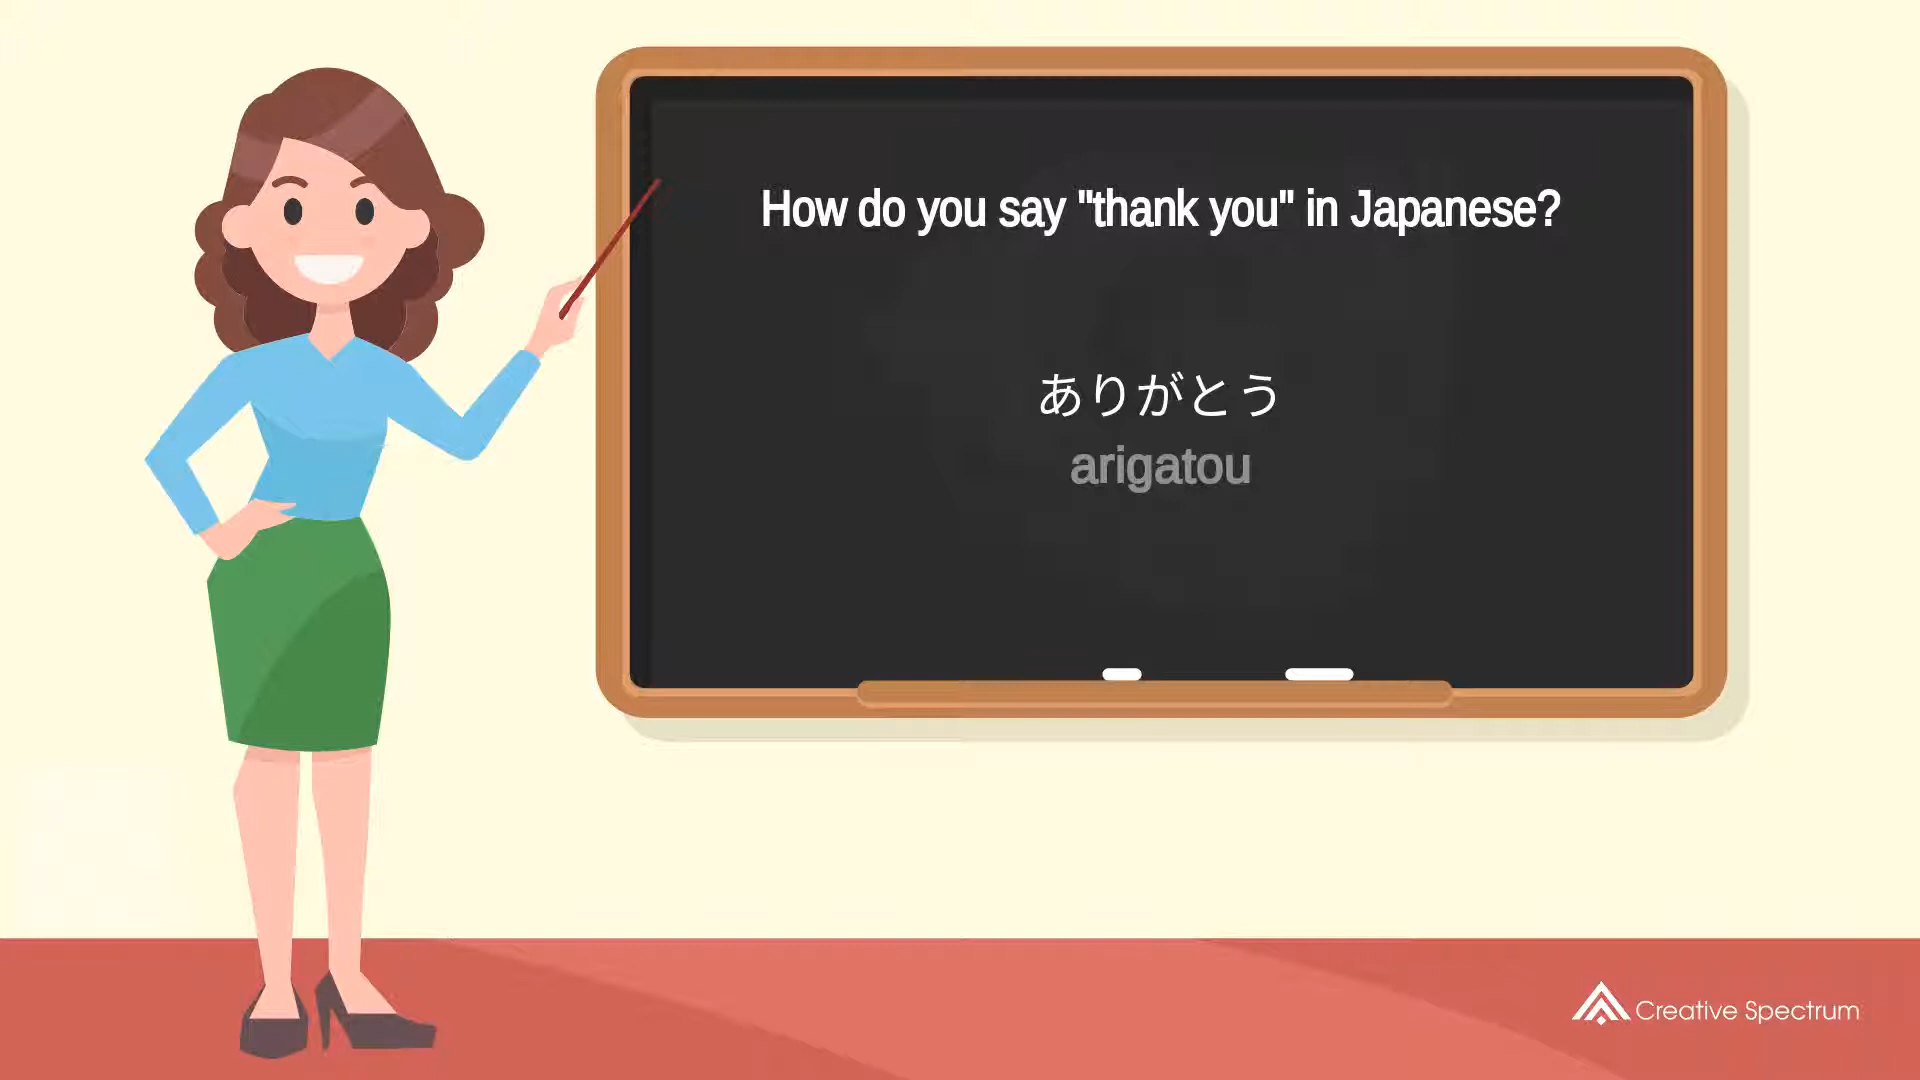 How do you say "thank you" in Japanese?
ありがとう
arigatou
Creative Spectrum